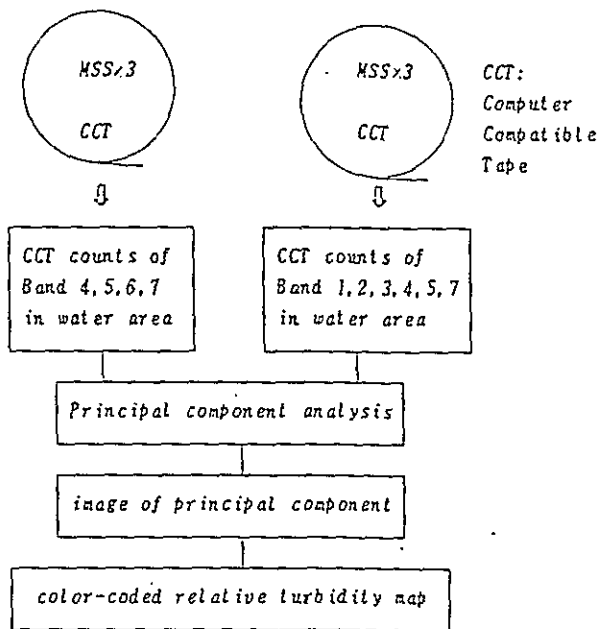 MSS×3
CCT
MSS×3
CCT
CCT:
Computer
Compatible
Tape
CCT counts of
Band 4, 5, 6, 7
in water area
CCT counts of
Band 1, 2, 3, 4, 5, 7
in water area
Principal component analysis
image of principal component
color-coded relative turbidity map